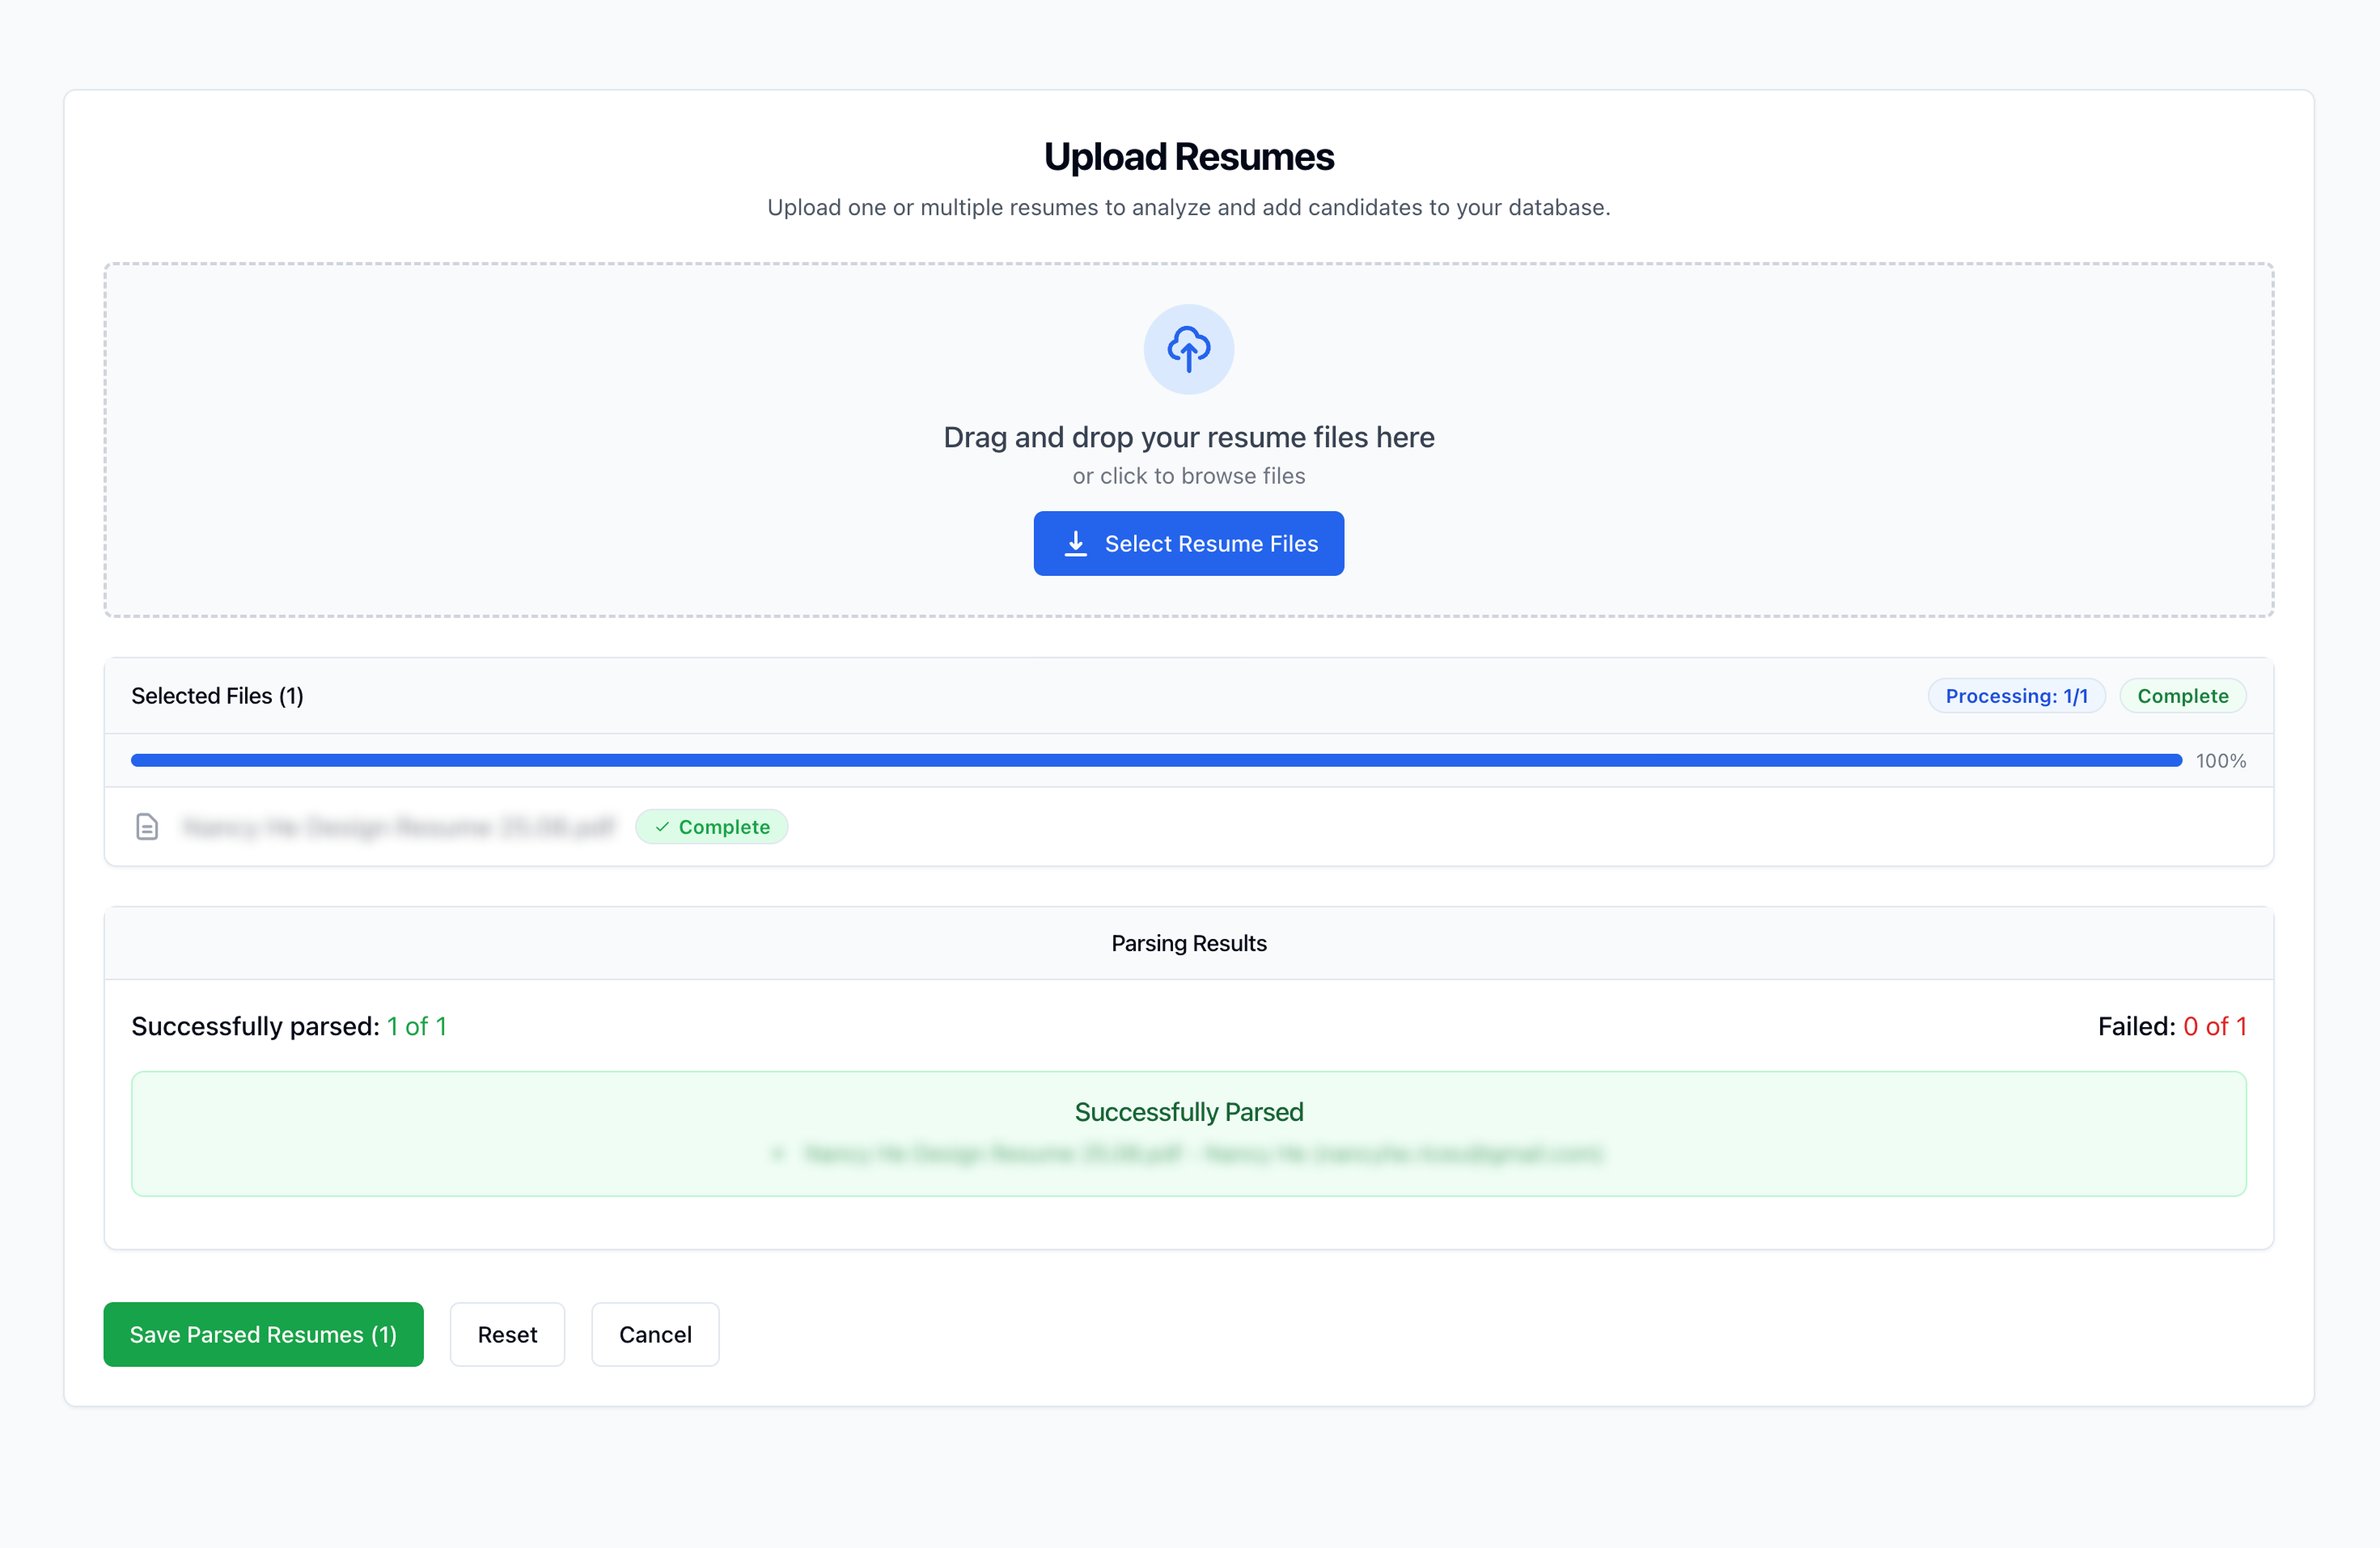 Upload Resumes
Upload one or multiple resumes to analyze and add candidates to your database.
Drag and drop your resume files here
or click to browse files
Select Resume Files
Selected Files (1)
Processing: 1/1
Complete
100%
Complete
Parsing Results
Successfully parsed: 1 of 1
Failed: 0 of 1
Successfully Parsed
Save Parsed Resumes (1)
Reset
Cancel